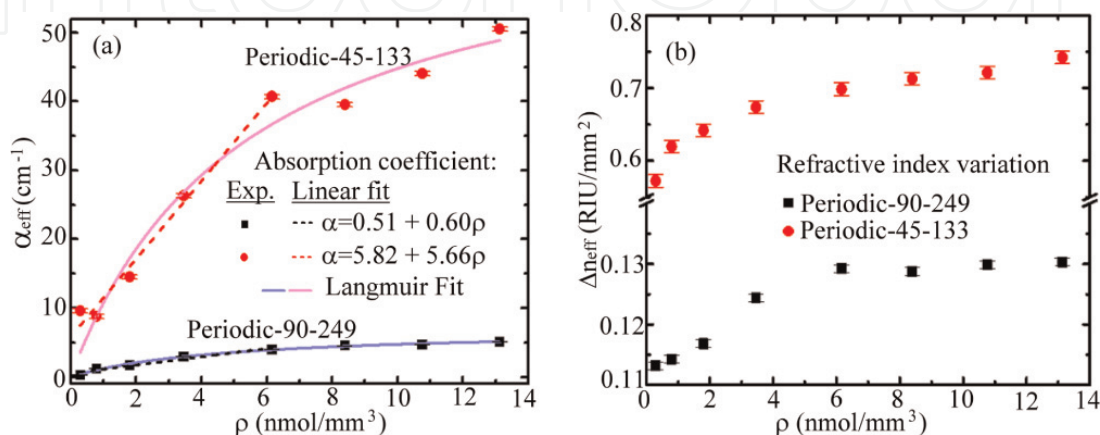 (a)
Periodic-45-133
Absorption coefficient:
Exp. Linear fit
α=0.51 + 0.60ρ
α=5.82 + 5.66ρ
Langmuir Fit
Periodic-90-249
50
40
30
20
10
0
αeff (cm-1)
0 2 4 6 8 10 12 14
ρ (nmol/mm3)
(b)
Refractive index variation
Periodic-90-249
Periodic-45-133
0.8
0.7
0.6
0.13
0.12
0.11
Δneff (RIU/mm2)
0 2 4 6 8 10 12 14
ρ (nmol/mm3)